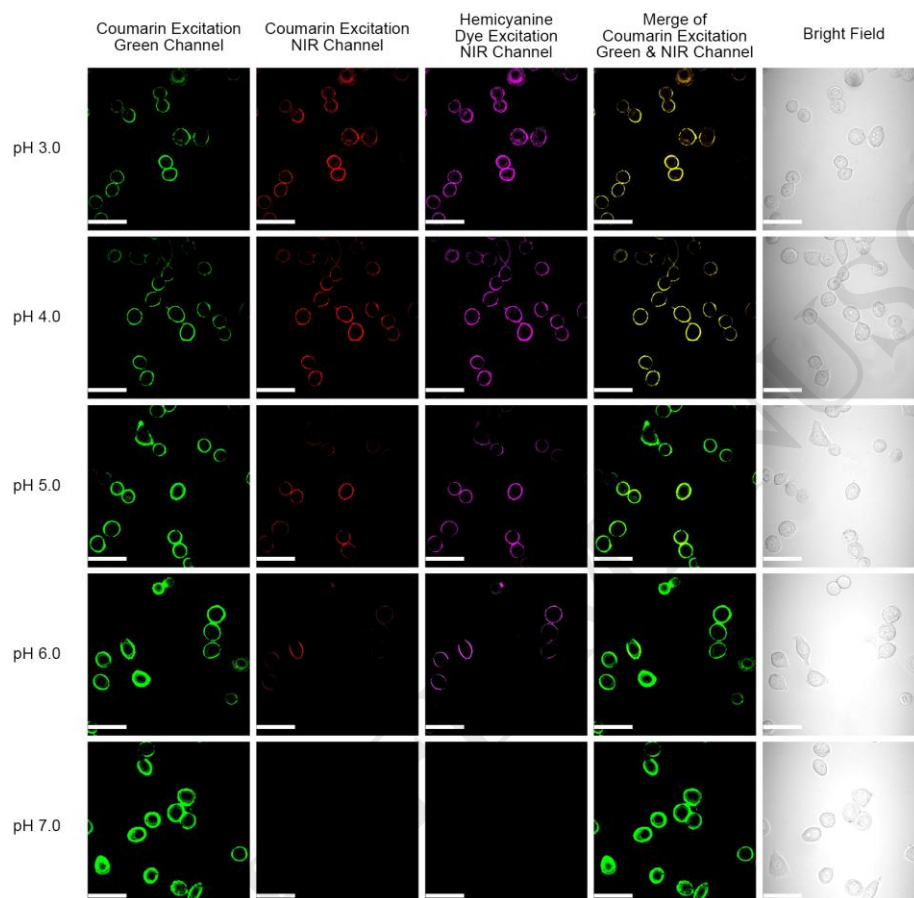 Coumarin Excitation
Green Channel
Coumarin Excitation
NIR Channel
Hemicyanine
Dye Excitation
NIR Channel
Merge of
Coumarin Excitation
Green & NIR Channel
Bright Field
pH 3.0
pH 4.0
pH 5.0
pH 6.0
pH 7.0